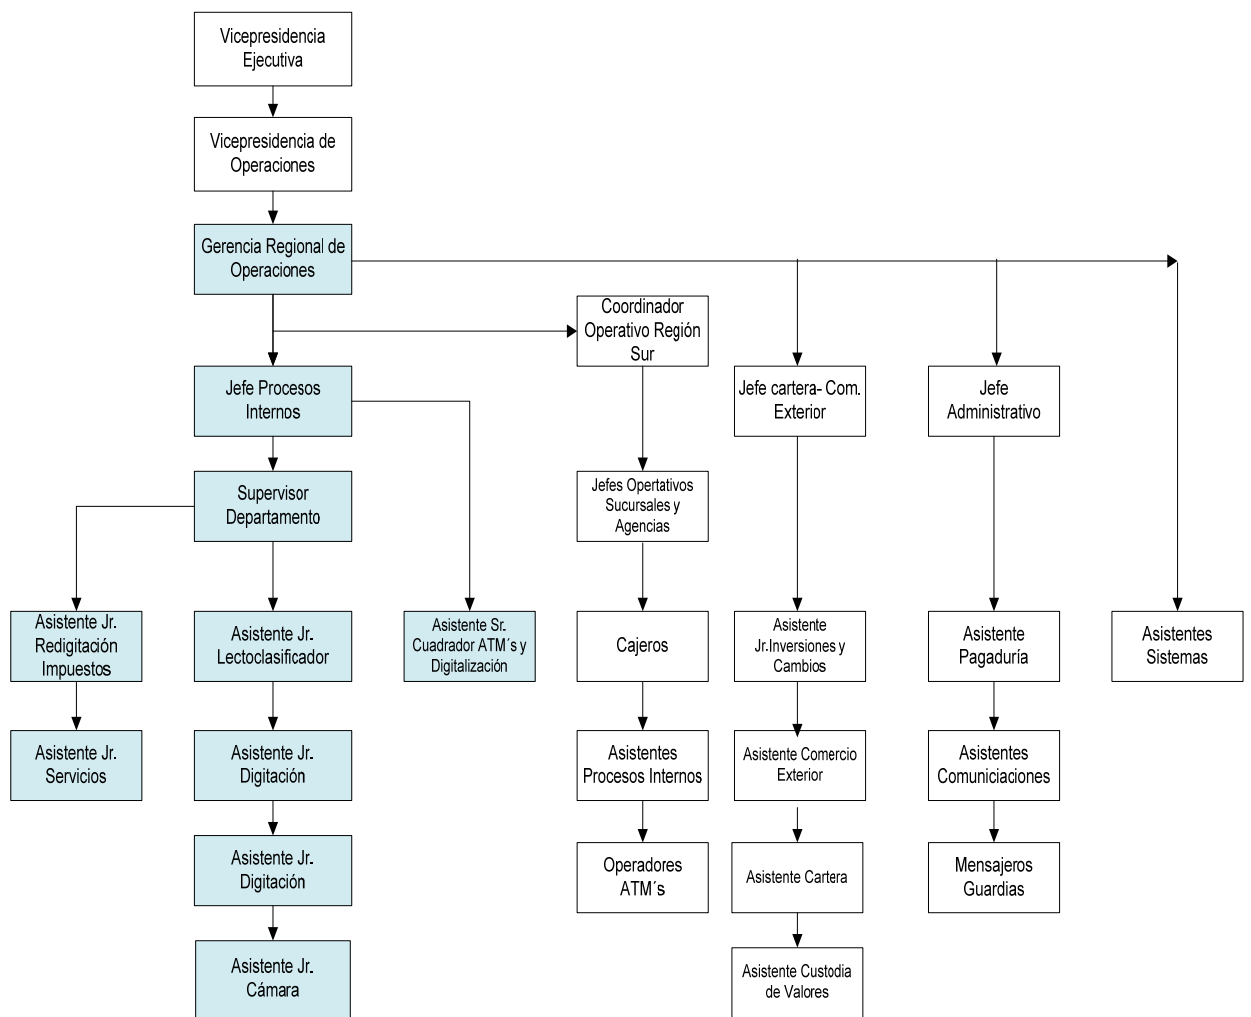 Vicepresidencia
Ejecutiva
Vicepresidencia de
Operaciones
Gerencia Regional de
Operaciones
Coordinador
Operativo Región
Sur
Jefe Procesos
Internos
Jefe cartera- Com.
Exterior
Jefe
Administrativo
Supervisor
Departamento
Jefes Opertativos
Sucursales y
Agencias
Asistente Jr.
Redigitación
Impuestos
Asistente Jr.
Lectoclasificador
Asistente Sr.
Cuadrador ATM´s y
Digitalización
Cajeros
Asistente
Jr.Inversiones y
Cambios
Asistente
Pagaduría
Asistentes
Sistemas
Asistente Jr.
Servicios
Asistente Jr.
Digitación
Asistentes
Procesos Internos
Asistente Comercio
Exterior
Asistentes
Comuniciaciones
Asistente Jr.
Digitación
Operadores
ATM´s
Asistente Cartera
Mensajeros
Guardias
Asistente Jr.
Cámara
Asistente Custodia
de Valores